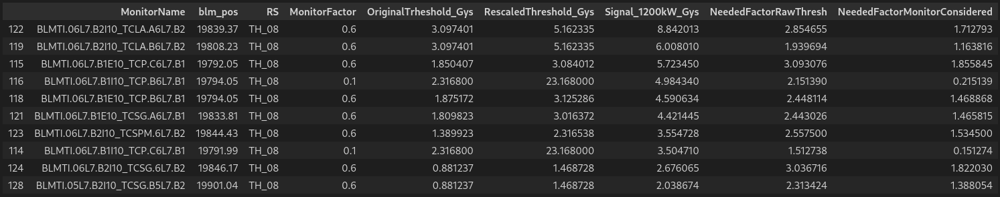 MonitorName blm_pos RS MonitorFactor OriginalTrheshold_Gys RescaledThreshold_Gys Signal_1200kW_Gys NeededFactorRawThresh NeededFactorMonitorConsidered
122 BLMTI.06L7.B2I10_TCLA.A6L7.B2 19839.37 TH_08 0.6 3.097401 5.162335 8.842013 2.854655 1.712793
119 BLMTI.06L7.B2I10_TCLA.B6L7.B2 19808.23 TH_08 0.6 3.097401 5.162335 6.008010 1.939694 1.163816
115 BLMTI.06L7.B1E10_TCP.C6L7.B1 19792.05 TH_08 0.6 1.850407 3.084012 5.723450 3.093076 1.855845
116 BLMTI.06L7.B1I10_TCP.B6L7.B1 19794.05 TH_08 0.1 2.316800 23.168000 4.984340 2.151390 0.215139
118 BLMTI.06L7.B1E10_TCP.B6L7.B1 19794.05 TH_08 0.6 1.875172 3.125286 4.590634 2.448114 1.468868
121 BLMTI.06L7.B1E10_TCSG.A6L7.B1 19833.81 TH_08 0.6 1.809823 3.016372 4.421445 2.443026 1.465815
123 BLMTI.06L7.B2I10_TCSPM.6L7.B2 19844.43 TH_08 0.6 1.389923 2.316538 3.554728 2.557500 1.534500
114 BLMTI.06L7.B1I10_TCP.C6L7.B1 19791.99 TH_08 0.1 2.316800 23.168000 3.504710 1.512738 0.151274
124 BLMTI.06L7.B2I10_TCSG.6L7.B2 19846.17 TH_08 0.6 0.881237 1.468728 2.676065 3.036716 1.822030
128 BLMTI.05L7.B2I10_TCSG.B5L7.B2 19901.04 TH_08 0.6 0.881237 1.468728 2.038674 2.313424 1.388054